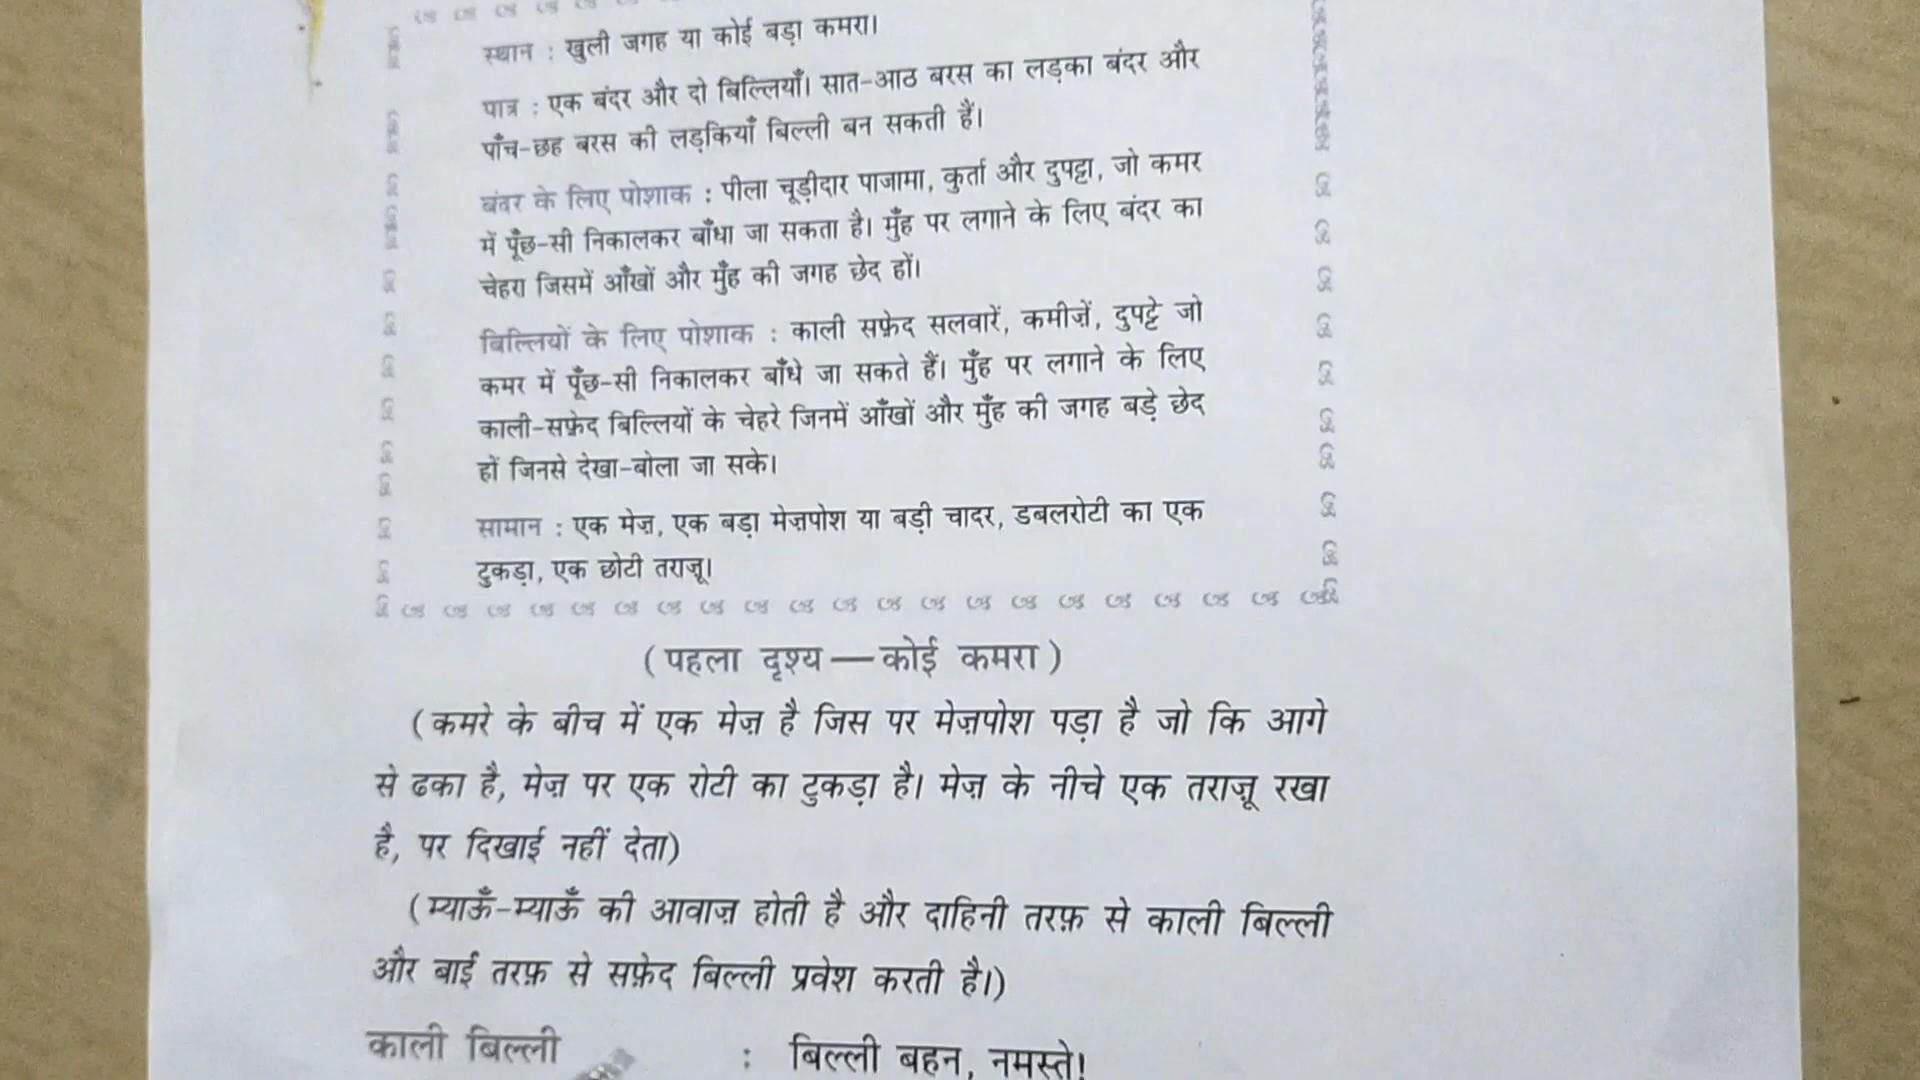 स्थान : खुली जगह या कोई बड़ा कमरा।
पात्र : एक बंदर और दो बिल्लियाँ। सात-आठ बरस का लड़का बंदर और
पाँच-छह बरस की लड़कियाँ बिल्ली बन सकती हैं।
बंदर के लिए पोशाक : पीला चूड़ीदार पाजामा, कुर्ता और दुपट्टा, जो कमर
में पूँछ-सी निकालकर बाँधा जा सकता है। मुँह पर लगाने के लिए बंदर का
चेहरा जिसमें आँखों और मुँह की जगह छेद हों।
बिल्लियों के लिए पोशाक : काली सफ़ेद सलवारें, कमीज़ें, दुपट्टे जो
कमर में पूँछ-सी निकालकर बाँधे जा सकते हैं। मुँह पर लगाने के लिए
काली-सफ़ेद बिल्लियों के चेहरे जिनमें आँखों और मुँह की जगह बड़े छेद
हों जिनसे देखा-बोला जा सके।
सामान : एक मेज़, एक बड़ा मेज़पोश या बड़ी चादर, डबलरोटी का एक
टुकड़ा, एक छोटी तराज़ू।
(पहला दृश्य—कोई कमरा)
(कमरे के बीच में एक मेज़ है जिस पर मेज़पोश पड़ा है जो कि आगे
से ढका है, मेज़ पर एक रोटी का टुकड़ा है। मेज़ के नीचे एक तराज़ू रखा
है, पर दिखाई नहीं देता)
(म्याऊँ-म्याऊँ की आवाज़ होती है और दाहिनी तरफ़ से काली बिल्ली
और बाईं तरफ़ से सफ़ेद बिल्ली प्रवेश करती है।)
काली बिल्ली : बिल्ली बहन, नमस्ते!